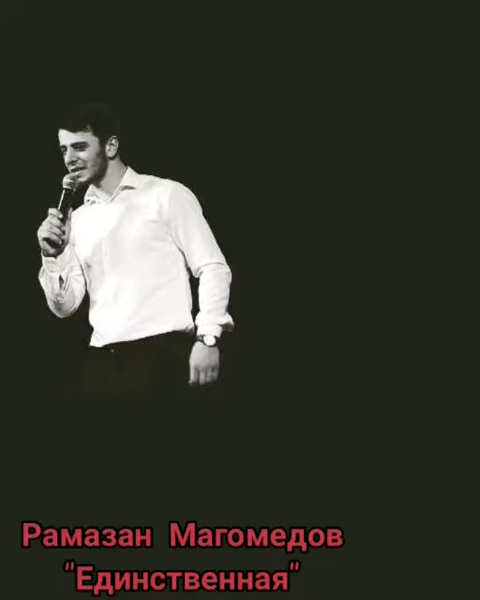 Рамазан Магомедов
"Единственная"